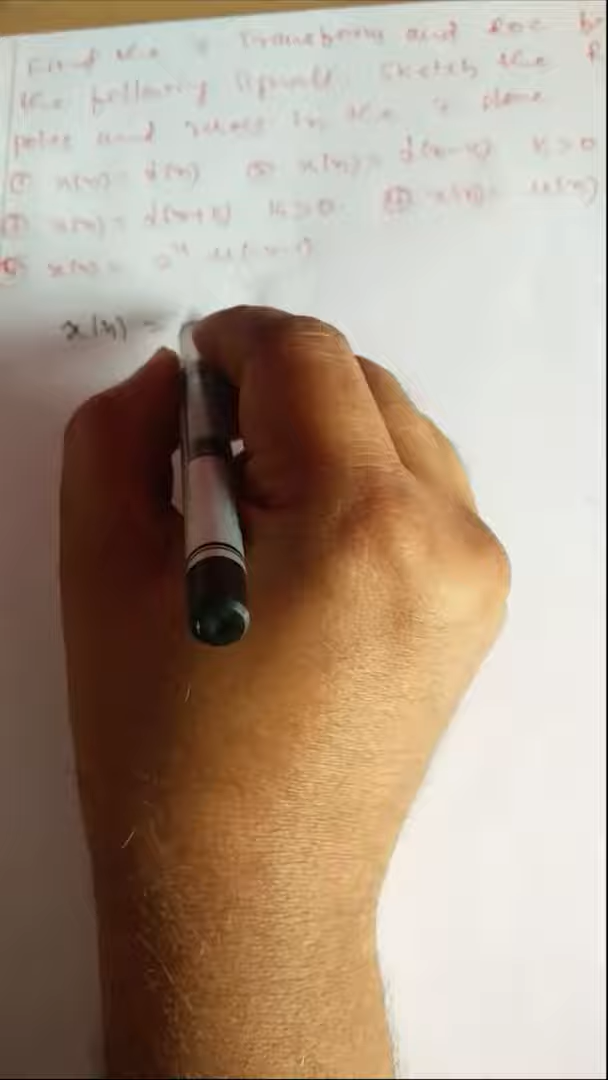 Find the z Transform and ROC
the following signals. Sketch the
poles and zeros in the z plane
① x(n) = δ(n) x(n) = δ(n-k) k>0
x(n) = δ(n+k) k>0 x(n) = u(n)
x(n) =
x(n) =